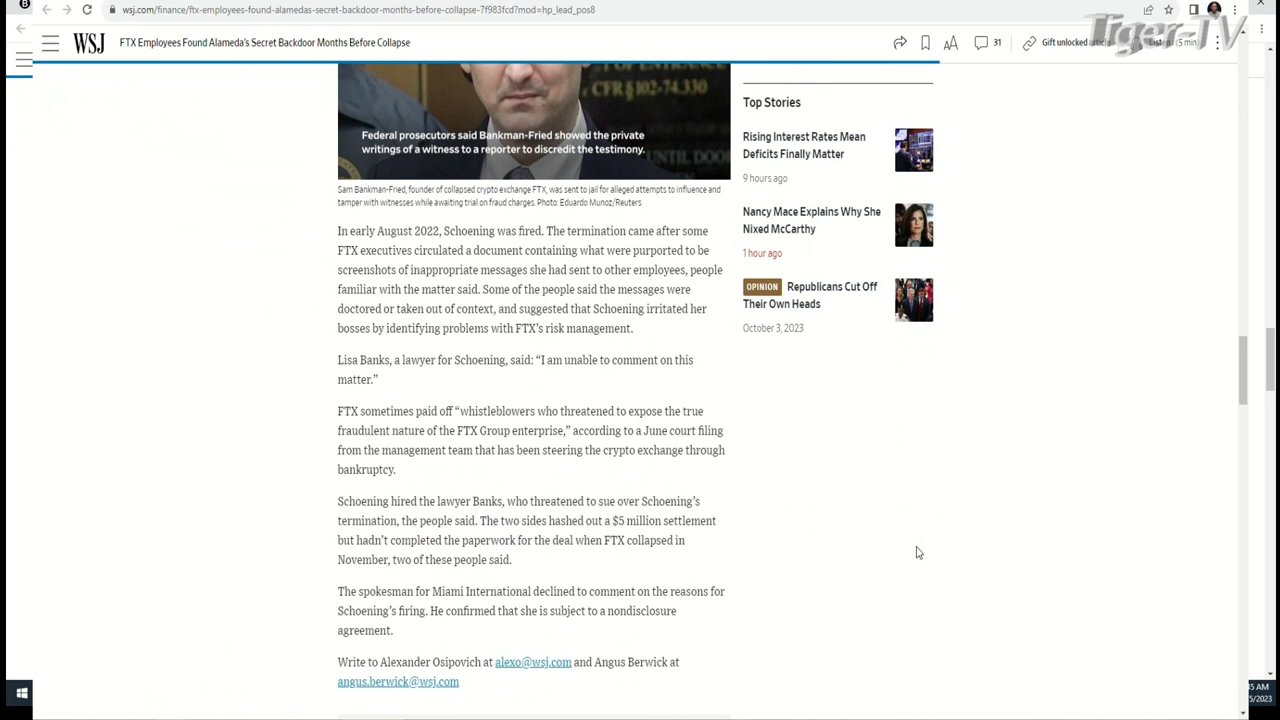 wsj.com/finance/ftx-employees-found-alamedas-secret-backdoor-months-before-collapse-7f983fcd?mod=hp_lead_pos8
Tiger-TV
WSJ
FTX Employees Found Alameda's Secret Backdoor Months Before Collapse
AA
31
Gift unlocked article
Listen (5 min)
CFR§102-74.330
Federal prosecutors said Bankman-Fried showed the private
writings of a witness to a reporter to discredit the testimony.
Sam Bankman-Fried, founder of collapsed crypto exchange FTX, was sent to jail for alleged attempts to influence and
tamper with witnesses while awaiting trial on fraud charges. Photo: Eduardo Munoz/Reuters
In early August 2022, Schoening was fired. The termination came after some
FTX executives circulated a document containing what were purported to be
screenshots of inappropriate messages she had sent to other employees, people
familiar with the matter said. Some of the people said the messages were
doctored or taken out of context, and suggested that Schoening irritated her
bosses by identifying problems with FTX's risk management.
Lisa Banks, a lawyer for Schoening, said: “I am unable to comment on this
matter.”
FTX sometimes paid off “whistleblowers who threatened to expose the true
fraudulent nature of the FTX Group enterprise,” according to a June court filing
from the management team that has been steering the crypto exchange through
bankruptcy.
Schoening hired the lawyer Banks, who threatened to sue over Schoening's
termination, the people said. The two sides hashed out a $5 million settlement
but hadn't completed the paperwork for the deal when FTX collapsed in
November, two of these people said.
The spokesman for Miami International declined to comment on the reasons for
Schoening's firing. He confirmed that she is subject to a nondisclosure
agreement.
Write to Alexander Osipovich at alexo@wsj.com and Angus Berwick at
angus.berwick@wsj.com
Top Stories
Rising Interest Rates Mean
Deficits Finally Matter
9 hours ago
Nancy Mace Explains Why She
Nixed McCarthy
1 hour ago
OPINION Republicans Cut Off
Their Own Heads
October 3, 2023
45 AM
5/2023